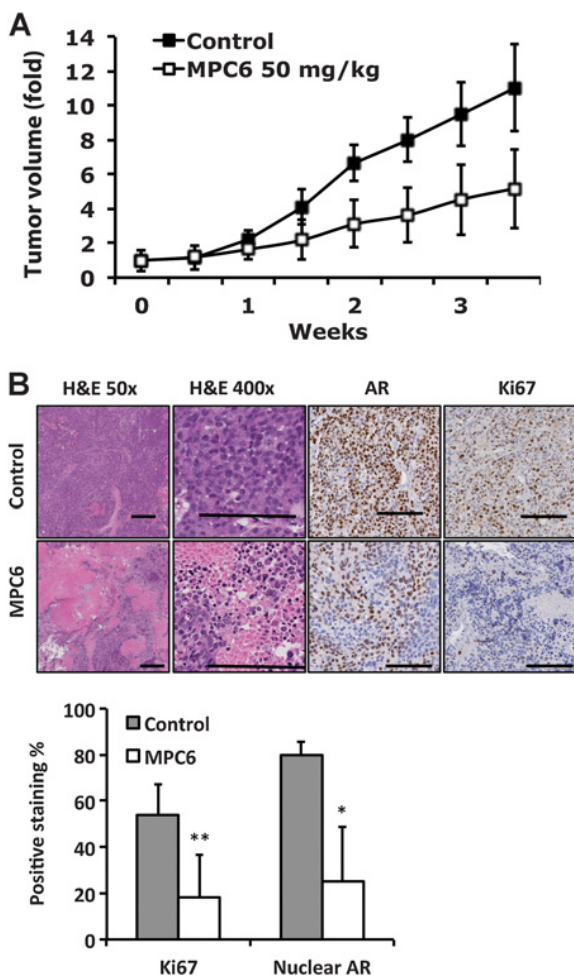 A
14
12
10
8
6
4
2
0
Tumor volume (fold)
Control
MPC6 50 mg/kg
0 1 2 3
Weeks
B
H&E 50x H&E 400x AR Ki67
Control
MPC6
100
80
60
40
20
0
Positive staining %
Control
MPC6
** *
Ki67 Nuclear AR